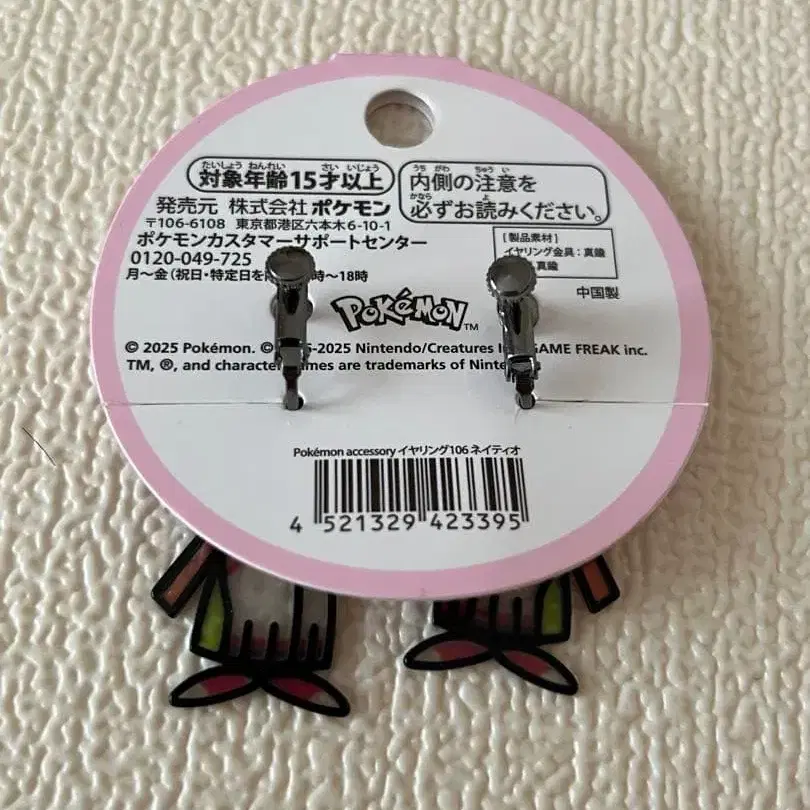 たいしょう ねんれい さい いじょう
対象年齢15才以上
うち がわ ちゅう い
内側の注意を
かなら よ
必ずお読みください。
発売元 株式会社 ポケモン
〒106-6108 東京都港区六本木6-10-1
ポケモンカスタマーサポートセンター
0120-049-725
月～金(祝日・特定日を 時～18時
[製品素材]
イヤリング金具：真鍮
真鍮
中国製
POKéMON TM
© 2025 Pokémon. © 5-2025 Nintendo/Creatures I GAME FREAK inc.
TM, ®, and character names are trademarks of Nintendo
Pokémon accessory イヤリング106 ネイティオ
4 521329 423395